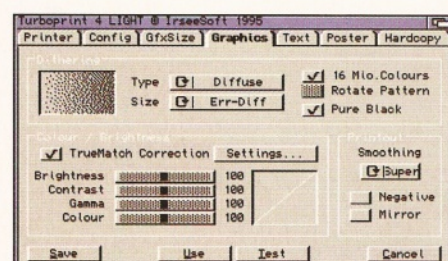 Turboprint 4 LIGHT © IrseeSoft 1995
Printer Config GfxSize Graphics Text Poster Hardcopy
Dithering
Type Diffuse
Size Err-Diff
16 Mio.Colours
Rotate Pattern
Pure Black
Colour / Brightness
TrueMatch Correction Settings...
Brightness 100
Contrast 100
Gamma 100
Colour 100
Printout
Smoothing
Super
Negative
Mirror
Save Use Test Cancel